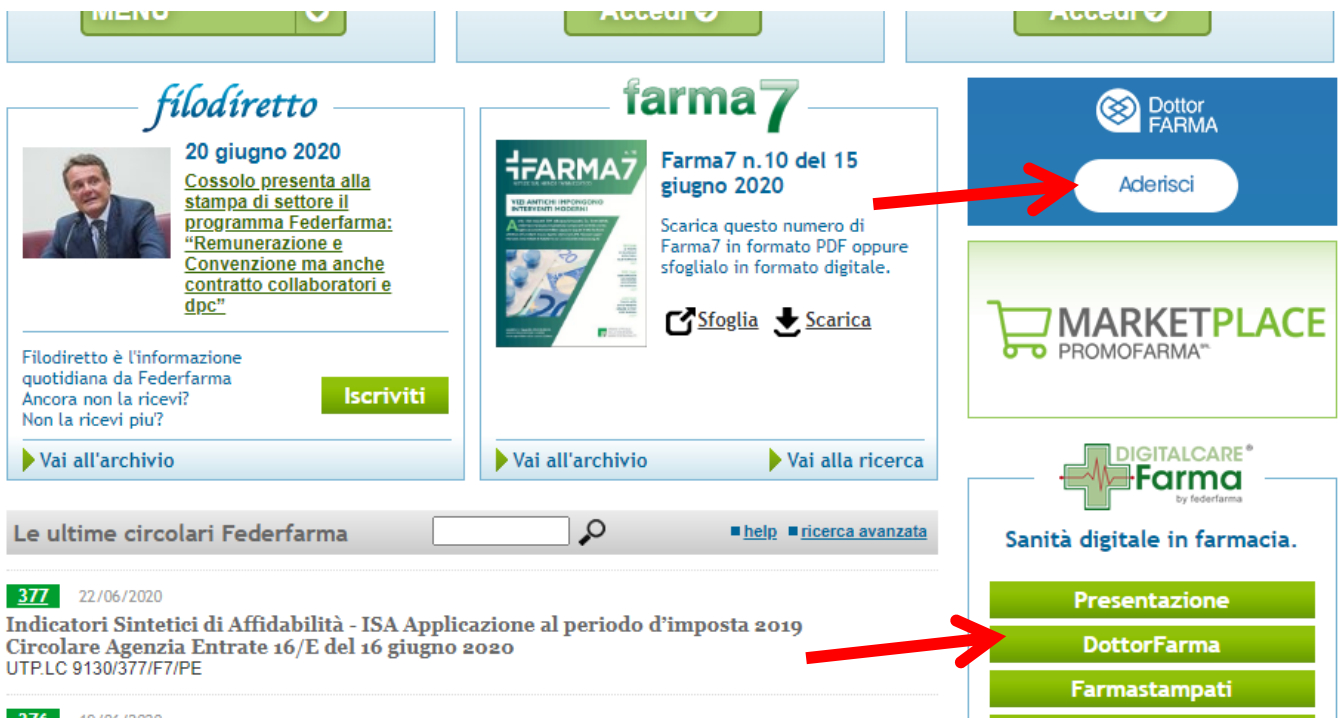 MENU
Accedi
Accedi
filodiretto
20 giugno 2020
Cossolo presenta alla
stampa di settore il
programma Federfarma:
“Remunerazione e
Convenzione ma anche
contratto collaboratori e
dpc”
Filodiretto è l'informazione
quotidiana da Federfarma
Ancora non la ricevi?
Non la ricevi piu'?
Iscriviti
Vai all'archivio
farma7
FARMA7
VIZI ANTICHI IMPONGONO
INTERVENTI MODERNI
Farma7 n.10 del 15
giugno 2020
Scarica questo numero di
Farma7 in formato PDF oppure
sfoglialo in formato digitale.
Sfoglia Scarica
Vai all'archivio
Vai alla ricerca
Dottor
FARMA
Aderisci
MARKETPLACE
PROMOFARMA
DIGITALCARE®
Farma
by federfarma
Sanità digitale in farmacia.
Presentazione
DottorFarma
Farmastampati
Le ultime circolari Federfarma
help ricerca avanzata
377 22/06/2020
Indicatori Sintetici di Affidabilità - ISA Applicazione al periodo d’imposta 2019
Circolare Agenzia Entrate 16/E del 16 giugno 2020
UTP.LC 9130/377/F7/PE